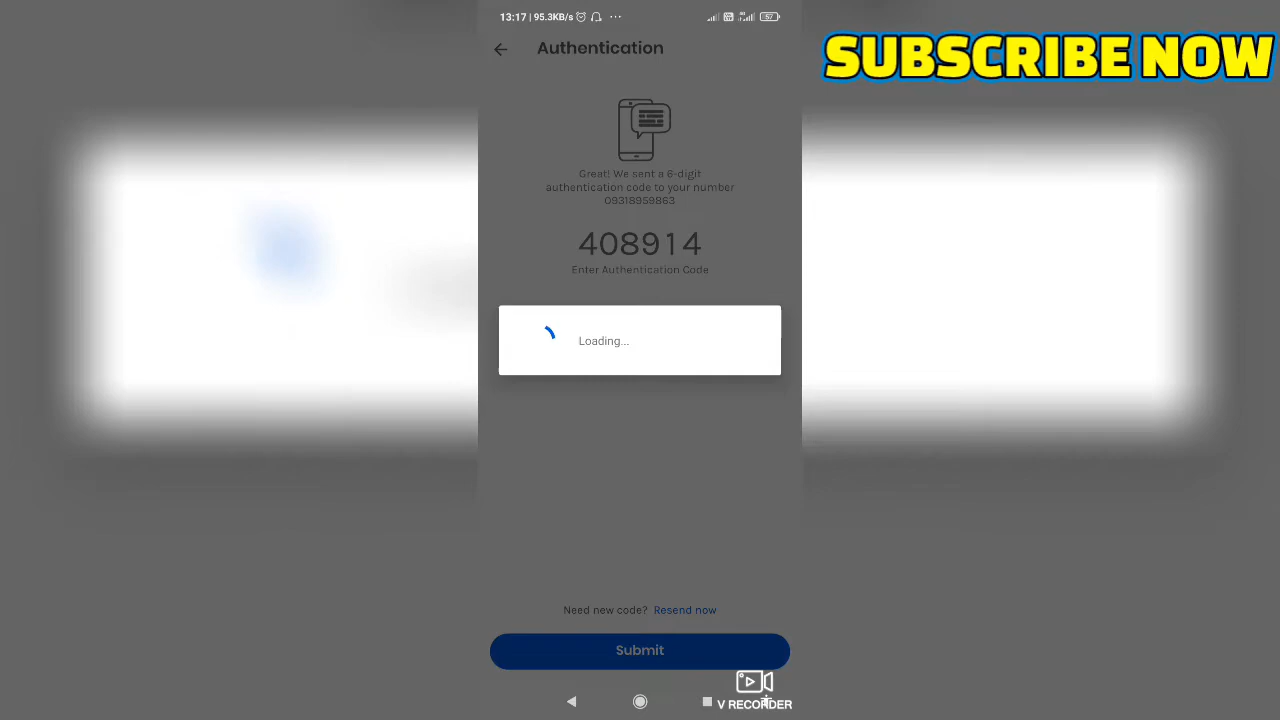 13:17 | 95.3KB/s ...
57
SUBSCRIBE NOW
Authentication
Great! We sent a 6-digit
authentication code to your number
09318959863
408914
Enter Authentication Code
Loading...
Need new code? Resend now
Submit
V RECORDER